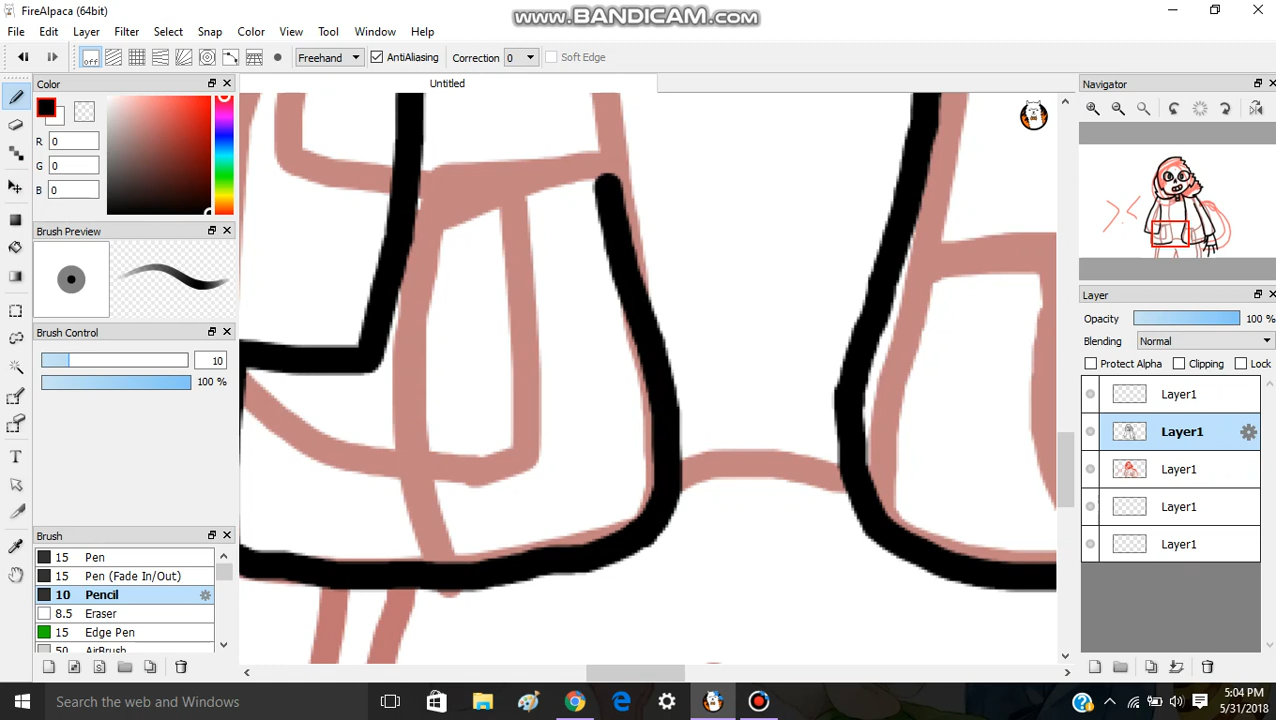 FireAlpaca (64bit)
www.BANDICAM.com
File Edit Layer Filter Select Snap Color View Tool Window Help
off Freehand AntiAliasing Correction 0 Soft Edge
Color
Untitled
Navigator
R 0
G 0
B 0
Brush Preview
Brush Control
10
100 %
Layer
Opacity 100 %
Blending Normal
Protect Alpha Clipping Lock
Layer1
Layer1
Layer1
Layer1
Layer1
Brush
15 Pen
15 Pen (Fade In/Out)
10 Pencil
8.5 Eraser
15 Edge Pen
50 AirBrush
Search the web and Windows
5:04 PM
5/31/2018